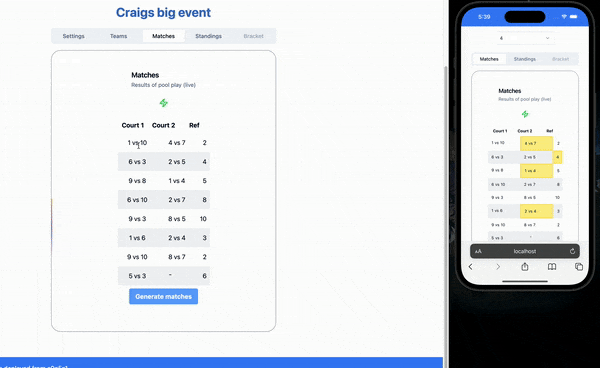 Craigs big event
Settings Teams Matches Standings Bracket
Matches
Results of pool play (live)
Court 1 Court 2 Ref
1 vs 10 4 vs 7 2
6 vs 3 2 vs 5 4
9 vs 8 1 vs 4 5
6 vs 10 2 vs 7 8
9 vs 3 8 vs 5 10
1 vs 6 2 vs 4 3
9 vs 10 8 vs 7 2
5 vs 3 - 6
Generate matches
5:39
4
Matches Standings Bracket
Matches
Results of pool play (live)
Court 1 Court 2 Ref
1 vs 10 4 vs 7 2
6 vs 3 2 vs 5 4
9 vs 8 1 vs 4 5
6 vs 10 2 vs 7 8
9 vs 3 8 vs 5 10
1 vs 6 2 vs 4 3
9 vs 10 8 vs 7 2
5 vs 3 - 6
AA localhost